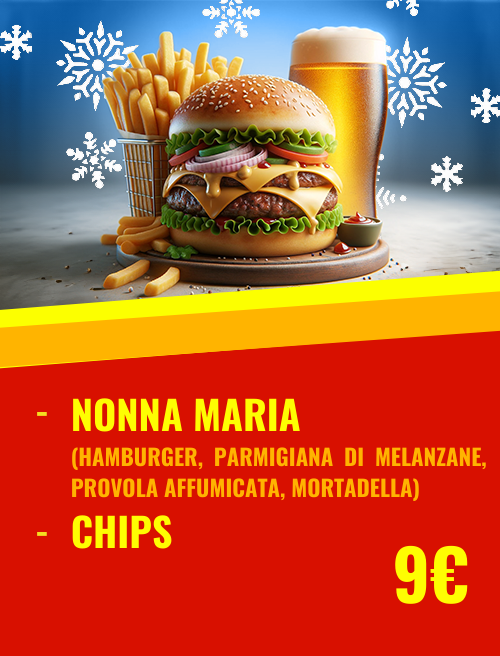 - NONNA MARIA
(HAMBURGER, PARMIGIANA DI MELANZANE,
PROVOLA AFFUMICATA, MORTADELLA)
- CHIPS
9€